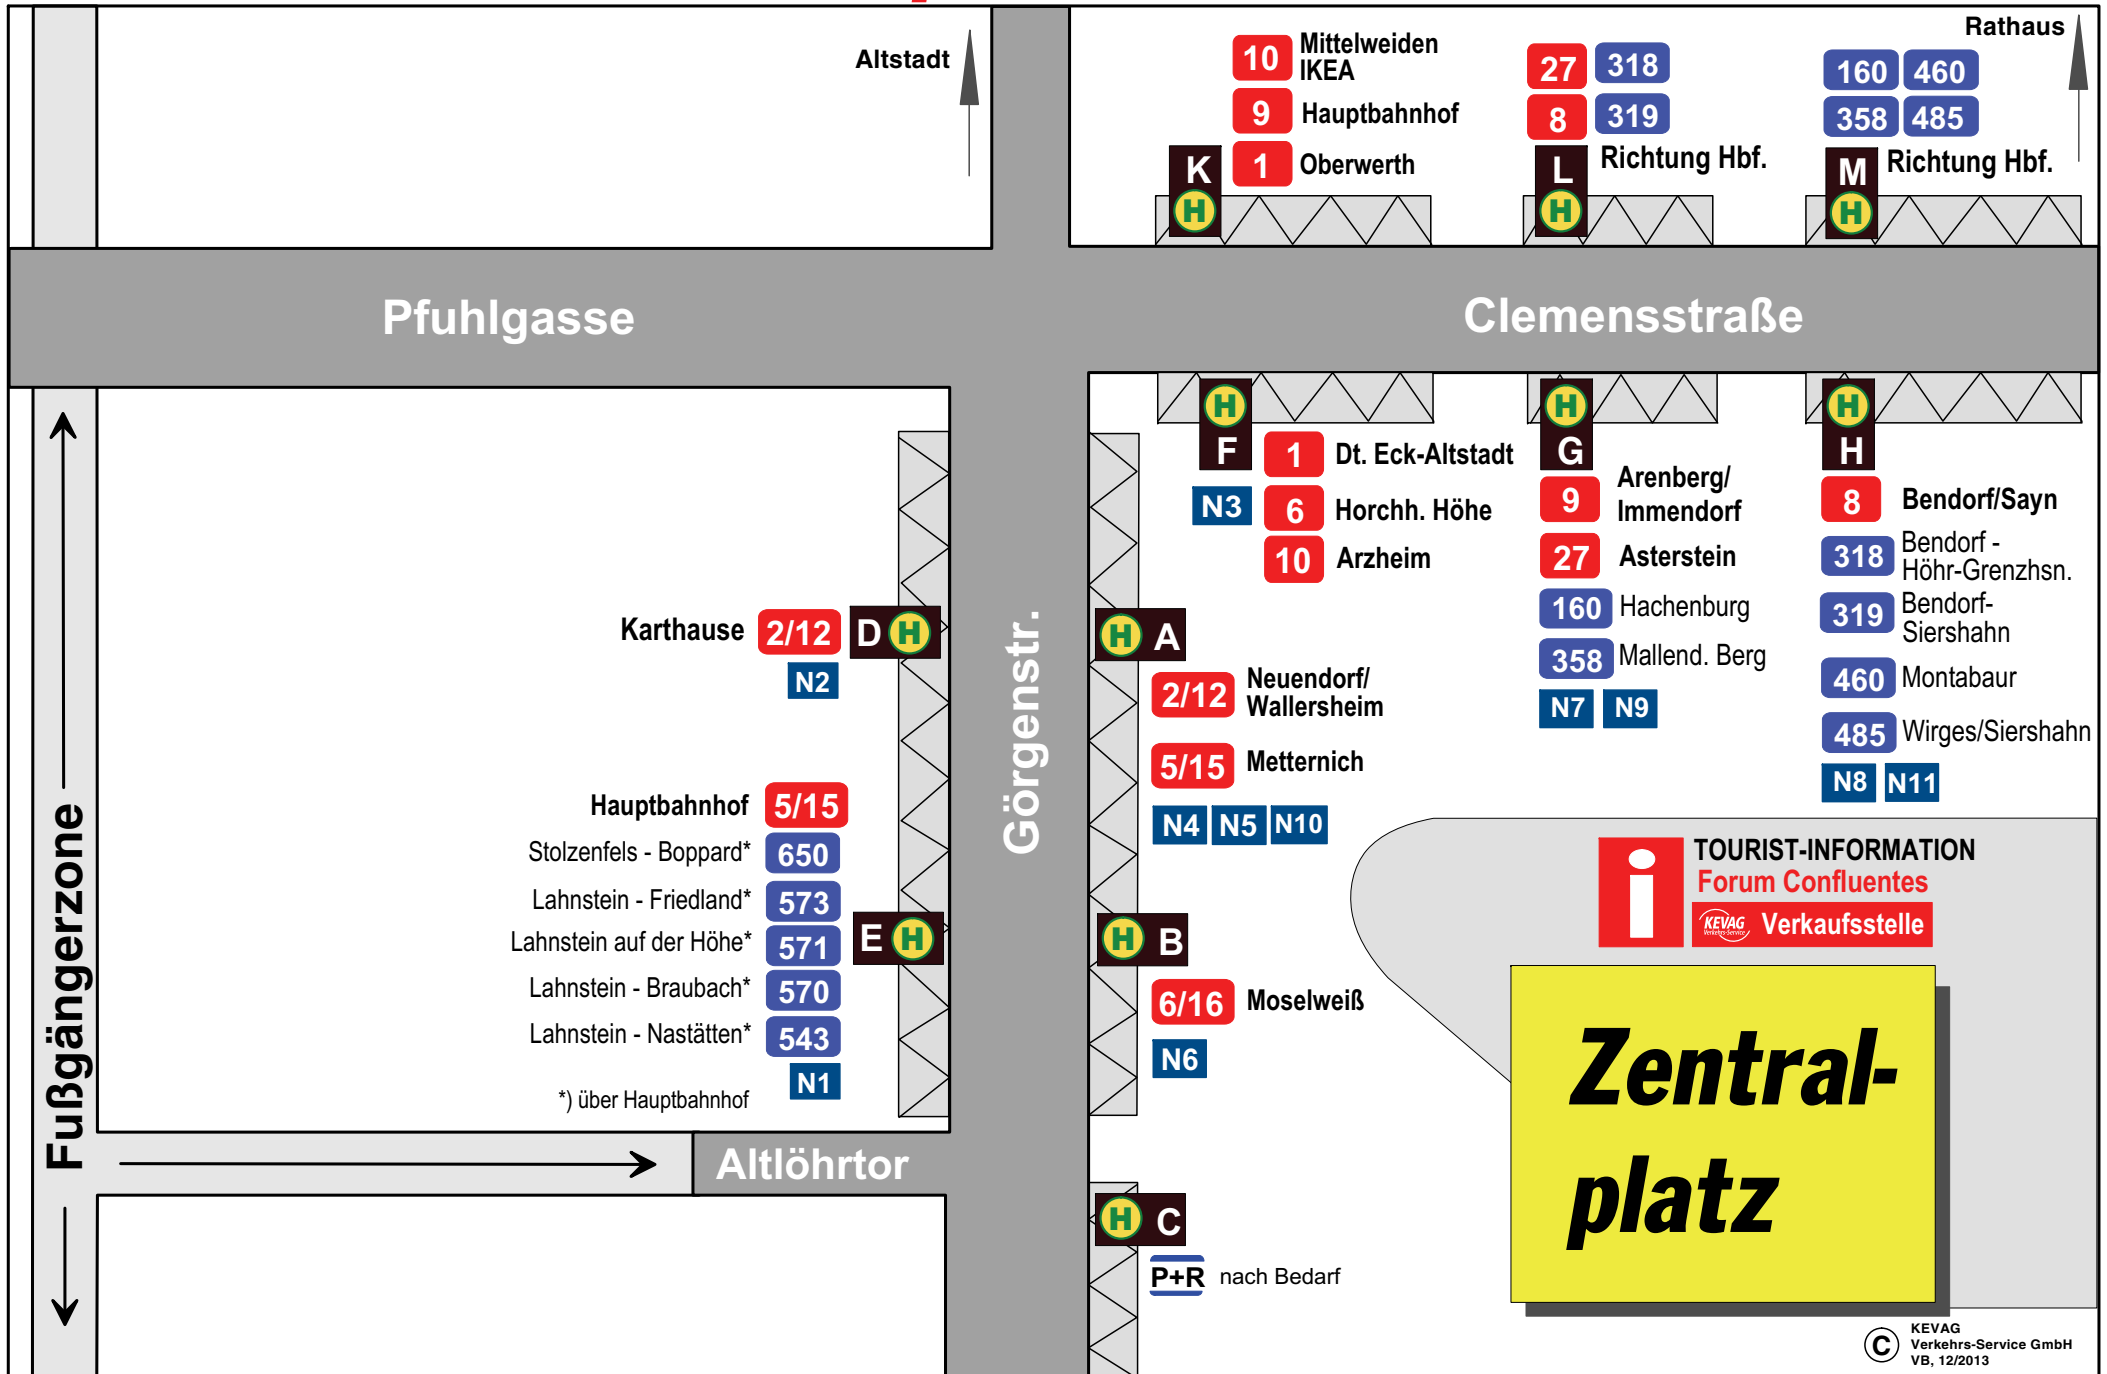 Altstadt
Rathaus
10 Mittelweiden
IKEA
9 Hauptbahnhof
1 Oberwerth
K
H
27 318
8 319
L Richtung Hbf.
H
160 460
358 485
M Richtung Hbf.
H
Pfuhlgasse
Clemensstraße
H
F
1 Dt. Eck-Altstadt
N3 6 Horchh. Höhe
10 Arzheim
H
G
9 Arenberg/
Immendorf
27 Asterstein
160 Hachenburg
358 Mallend. Berg
N7 N9
H
H
8 Bendorf/Sayn
318 Bendorf -
Höhr-Grenzhsn.
319 Bendorf-
Siershahn
460 Montabaur
485 Wirges/Siershahn
N8 N11
Karthause 2/12 D H
N2
Görgenstr.
H A
2/12 Neuendorf/
Wallersheim
5/15 Metternich
N4 N5 N10
Fußgängerzone
Hauptbahnhof 5/15
Stolzenfels - Boppard* 650
Lahnstein - Friedland* 573
Lahnstein auf der Höhe* 571
E H
Lahnstein - Braubach* 570
Lahnstein - Nastätten* 543
N1
*) über Hauptbahnhof
H B
6/16 Moselweiß
N6
i
TOURIST-INFORMATION
Forum Confluentes
KEVAG
Verkehrs-Service
Verkaufsstelle
Zentral-
platz
Altlöhrtor
H C
P+R nach Bedarf
C
KEVAG
Verkehrs-Service GmbH
VB, 12/2013